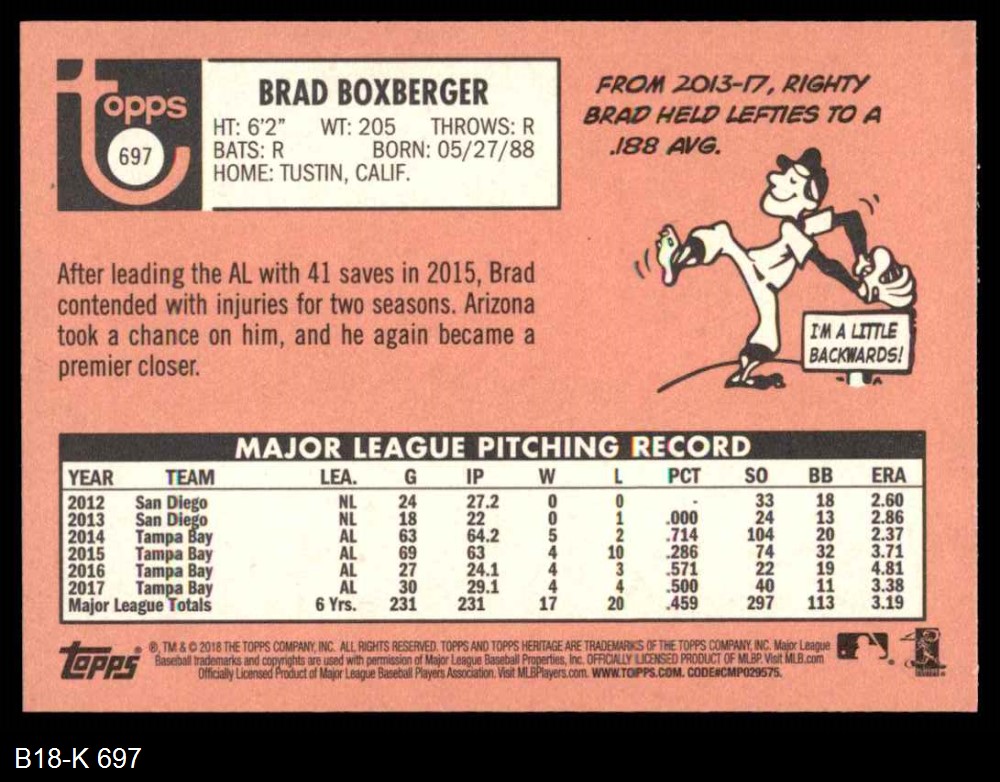 topps
697
BRAD BOXBERGER
HT: 6'2" WT: 205 THROWS: R
BATS: R BORN: 05/27/88
HOME: TUSTIN, CALIF.
FROM 2013-17, RIGHTY
BRAD HELD LEFTIES TO A
.188 AVG.
After leading the AL with 41 saves in 2015, Brad
contended with injuries for two seasons. Arizona
took a chance on him, and he again became a
premier closer.
I'M A LITTLE
BACKWARDS!
MAJOR LEAGUE PITCHING RECORD
YEAR TEAM LEA. G IP W L PCT SO BB ERA
2012 San Diego NL 24 27.2 0 0 - 33 18 2.60
2013 San Diego NL 18 22 0 1 .000 24 13 2.86
2014 Tampa Bay AL 63 64.2 5 2 .714 104 20 2.37
2015 Tampa Bay AL 69 63 4 10 .286 74 32 3.71
2016 Tampa Bay AL 27 24.1 4 3 .571 22 19 4.81
2017 Tampa Bay AL 30 29.1 4 4 .500 40 11 3.38
Major League Totals 6 Yrs. 231 231 17 20 .459 297 113 3.19
topps
®, TM & © 2018 THE TOPPS COMPANY, INC. ALL RIGHTS RESERVED. TOPPS AND TOPPS HERITAGE ARE TRADEMARKS OF THE TOPPS COMPANY, INC. Major League
Baseball trademarks and copyrights are used with permission of Major League Baseball Properties, Inc. OFFICIALLY LICENSED PRODUCT OF MLBP. Visit MLB.com
Officially Licensed Product of Major League Baseball Players Association. Visit MLBPlayers.com. WWW.TOPPS.COM. CODE#CMP029575.
B18-K 697